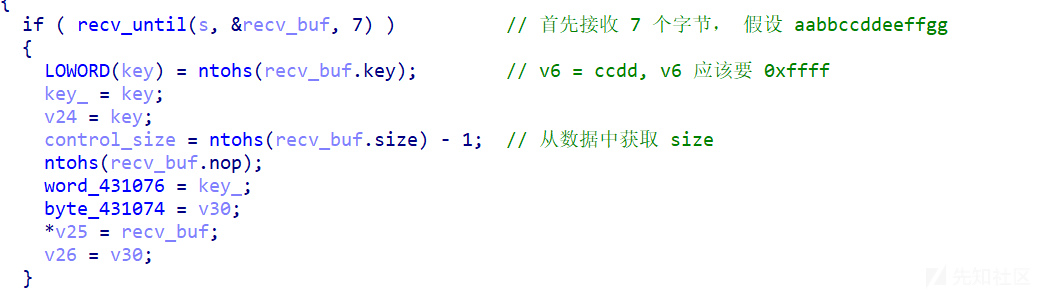 {
if ( recv_until(s, &recv_buf, 7) ) // 首先接收 7 个字节， 假设 aabbccddeeffgg
{
LOWORD(key) = ntohs(recv_buf.key); // v6 = ccdd, v6 应该要 0xffff
key_ = key;
v24 = key;
control_size = ntohs(recv_buf.size) - 1; // 从数据中获取 size
ntohs(recv_buf.nop);
word_431076 = key_;
byte_431074 = v30;
*v25 = recv_buf;
v26 = v30;
}
先知社区